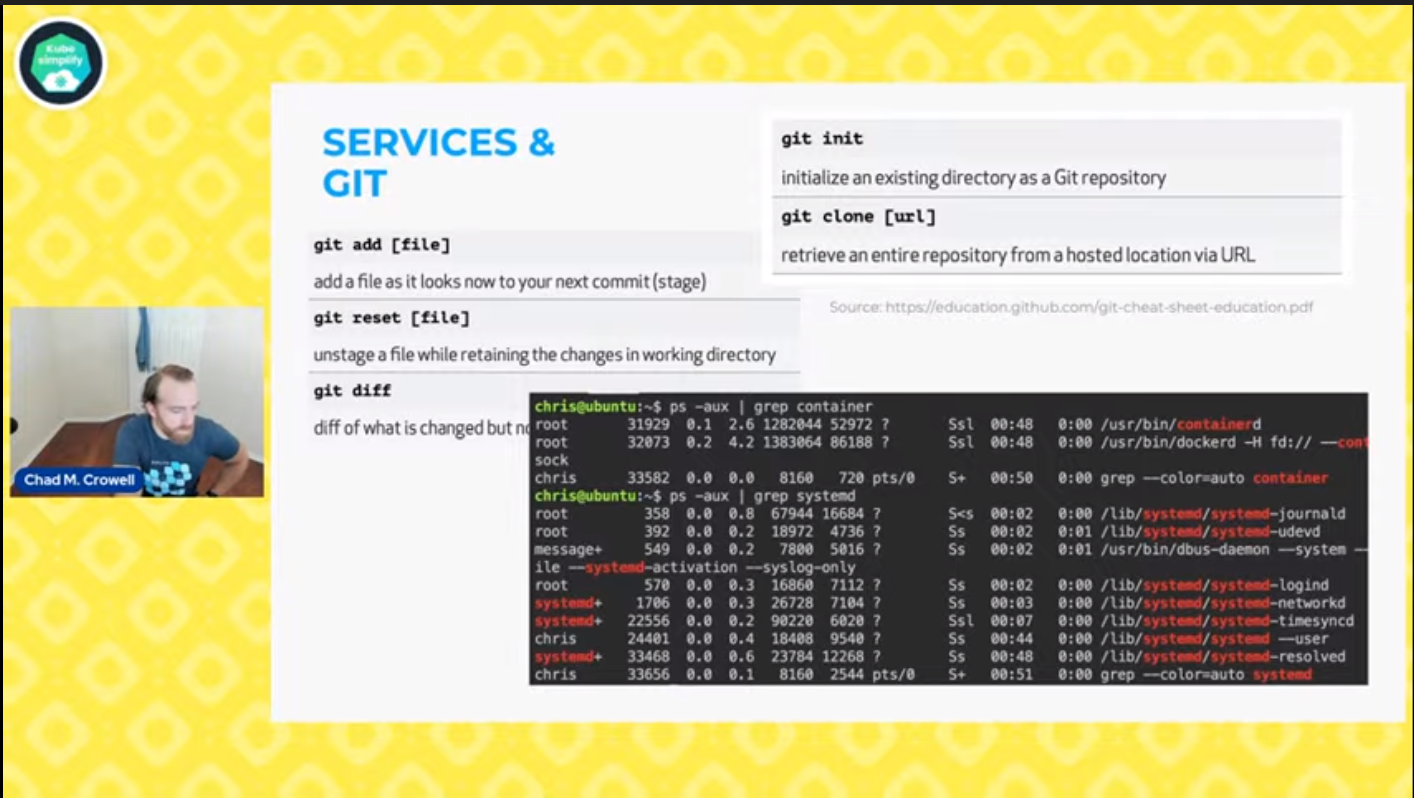 Kube
simplify
SERVICES &
GIT
git add [file]
add a file as it looks now to your next commit (stage)
git reset [file]
unstage a file while retaining the changes in working directory
git diff
diff of what is changed but no
git init
initialize an existing directory as a Git repository
git clone [url]
retrieve an entire repository from a hosted location via URL
Source: https://education.github.com/git-cheat-sheet-education.pdf
chris@ubuntu:~$ ps -aux | grep container
root 31929 0.1 2.6 1282044 52972 ? Ssl 00:48 0:00 /usr/bin/containerd
root 32073 0.2 4.2 1383064 86188 ? Ssl 00:48 0:00 /usr/bin/dockerd -H fd:// --cont
sock
chris 33582 0.0 0.0 8160 720 pts/0 S+ 00:50 0:00 grep --color=auto container
chris@ubuntu:~$ ps -aux | grep systemd
root 358 0.0 0.8 67944 16684 ? S<s 00:02 0:00 /lib/systemd/systemd-journald
root 392 0.0 0.2 18972 4736 ? Ss 00:02 0:01 /lib/systemd/systemd-udevd
message+ 549 0.0 0.2 7800 5016 ? Ss 00:02 0:01 /usr/bin/dbus-daemon --system --
ile --systemd-activation --syslog-only
root 570 0.0 0.3 16860 7112 ? Ss 00:02 0:00 /lib/systemd/systemd-logind
systemd+ 1706 0.0 0.3 26728 7104 ? Ss 00:03 0:00 /lib/systemd/systemd-networkd
systemd+ 22556 0.0 0.2 90220 6020 ? Ssl 00:07 0:00 /lib/systemd/systemd-timesyncd
chris 24401 0.0 0.4 18408 9540 ? Ss 00:44 0:00 /lib/systemd/systemd --user
systemd+ 33468 0.0 0.6 23784 12268 ? Ss 00:48 0:00 /lib/systemd/systemd-resolved
chris 33656 0.0 0.1 8160 2544 pts/0 S+ 00:51 0:00 grep --color=auto systemd
Chad M. Crowell